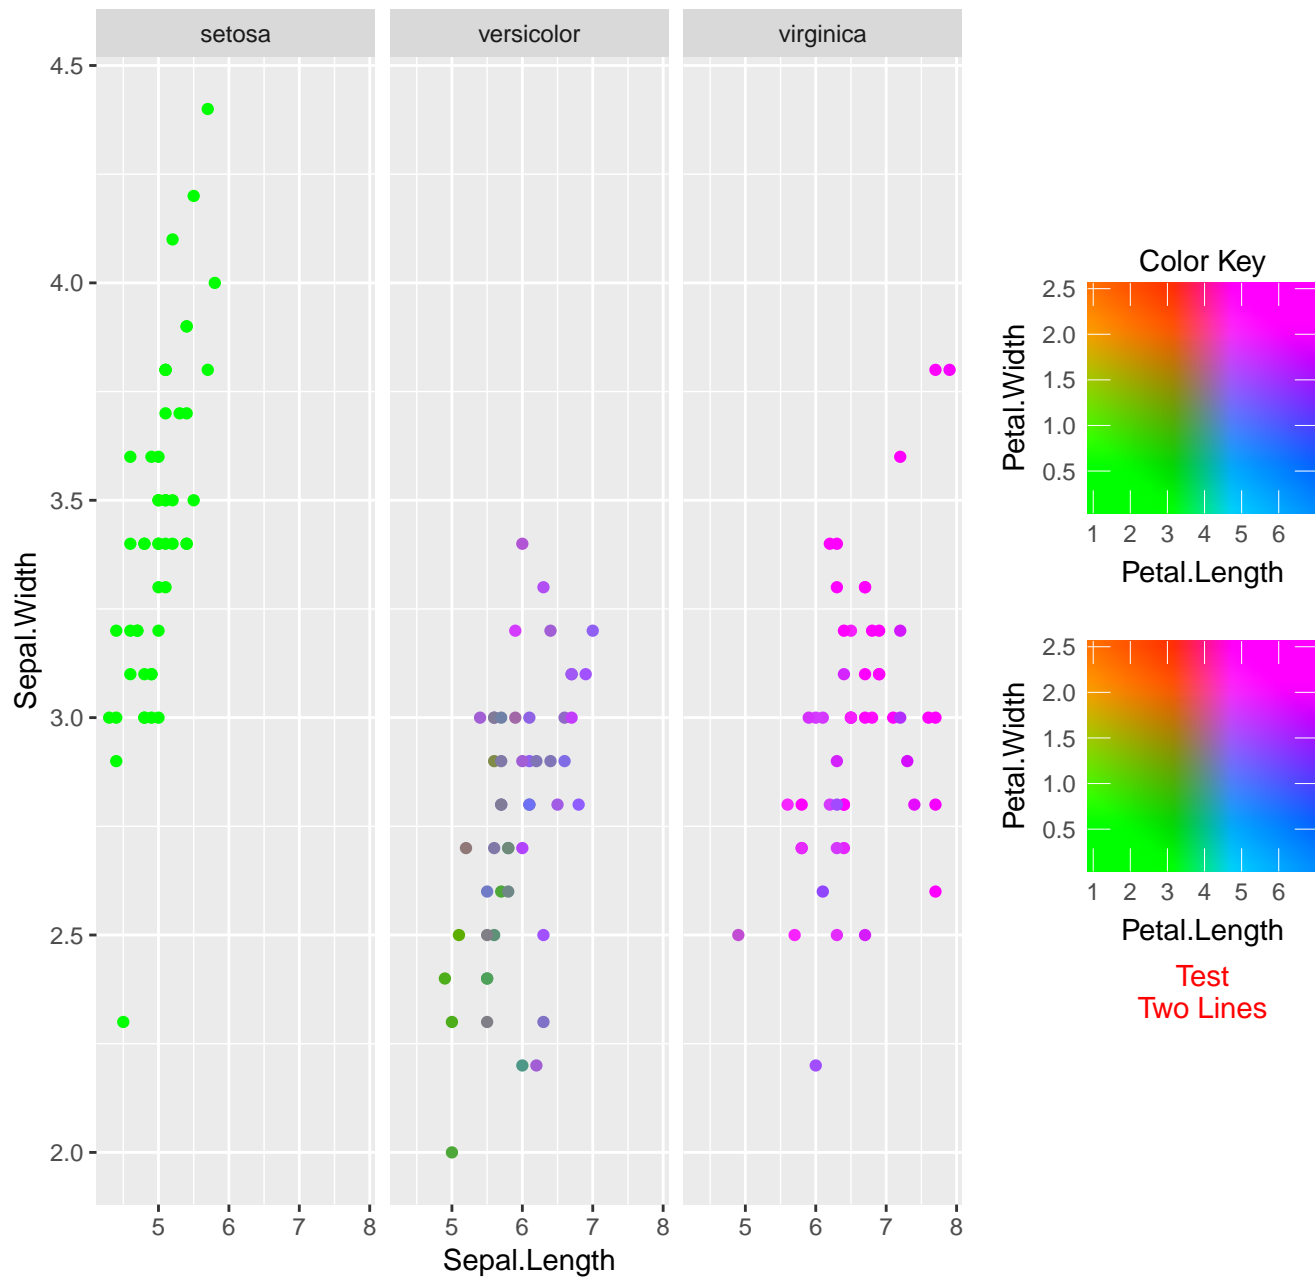 setosa versicolor virginica
4.5
4.0
3.5
3.0
2.5
2.0
Sepal.Width
5 6 7 8 5 6 7 8 5 6 7 8
Sepal.Length
Color Key
2.5
2.0
1.5
1.0
0.5
Petal.Width
1 2 3 4 5 6
Petal.Length
2.5
2.0
1.5
1.0
0.5
Petal.Width
1 2 3 4 5 6
Petal.Length
Test
Two Lines